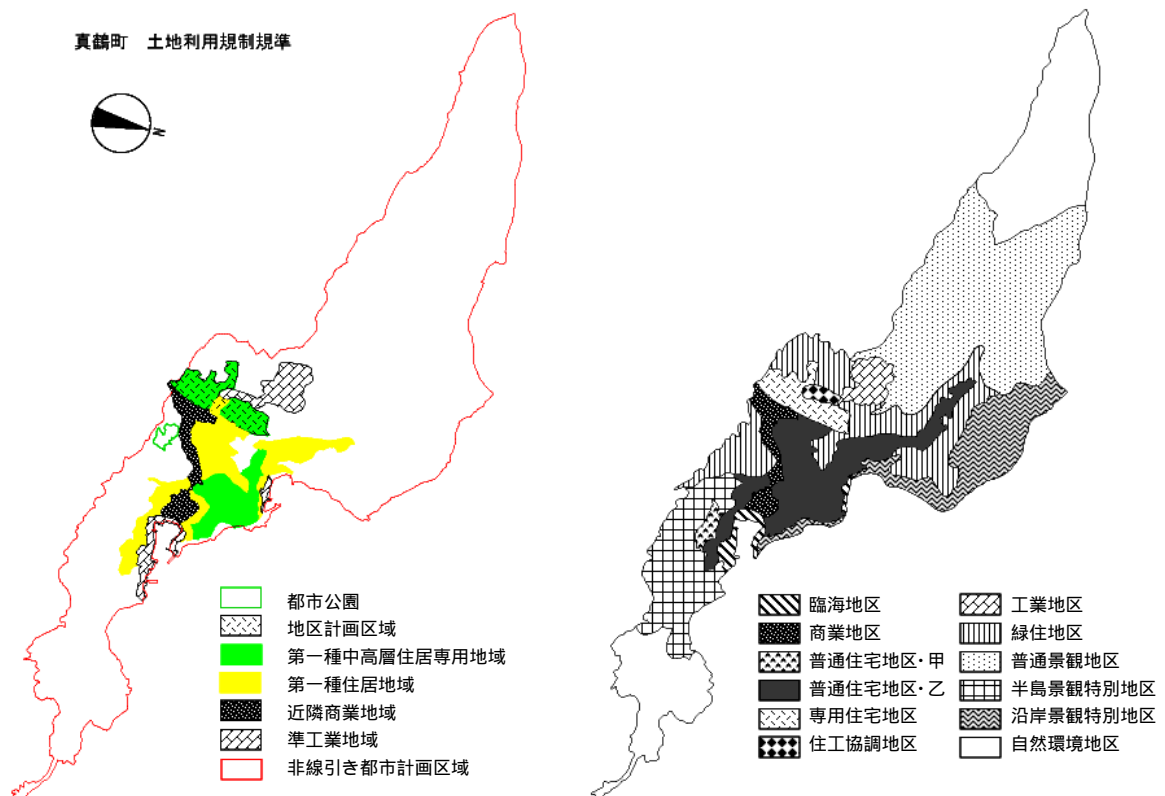 真鶴町 土地利用規制規準
N
都市公園
地区計画区域
第一種中高層住居専用地域
第一種住居地域
近隣商業地域
準工業地域
非線引き都市計画区域
臨海地区
商業地区
普通住宅地区・甲
普通住宅地区・乙
専用住宅地区
住工協調地区
工業地区
緑住地区
普通景観地区
半島景観特別地区
沿岸景観特別地区
自然環境地区